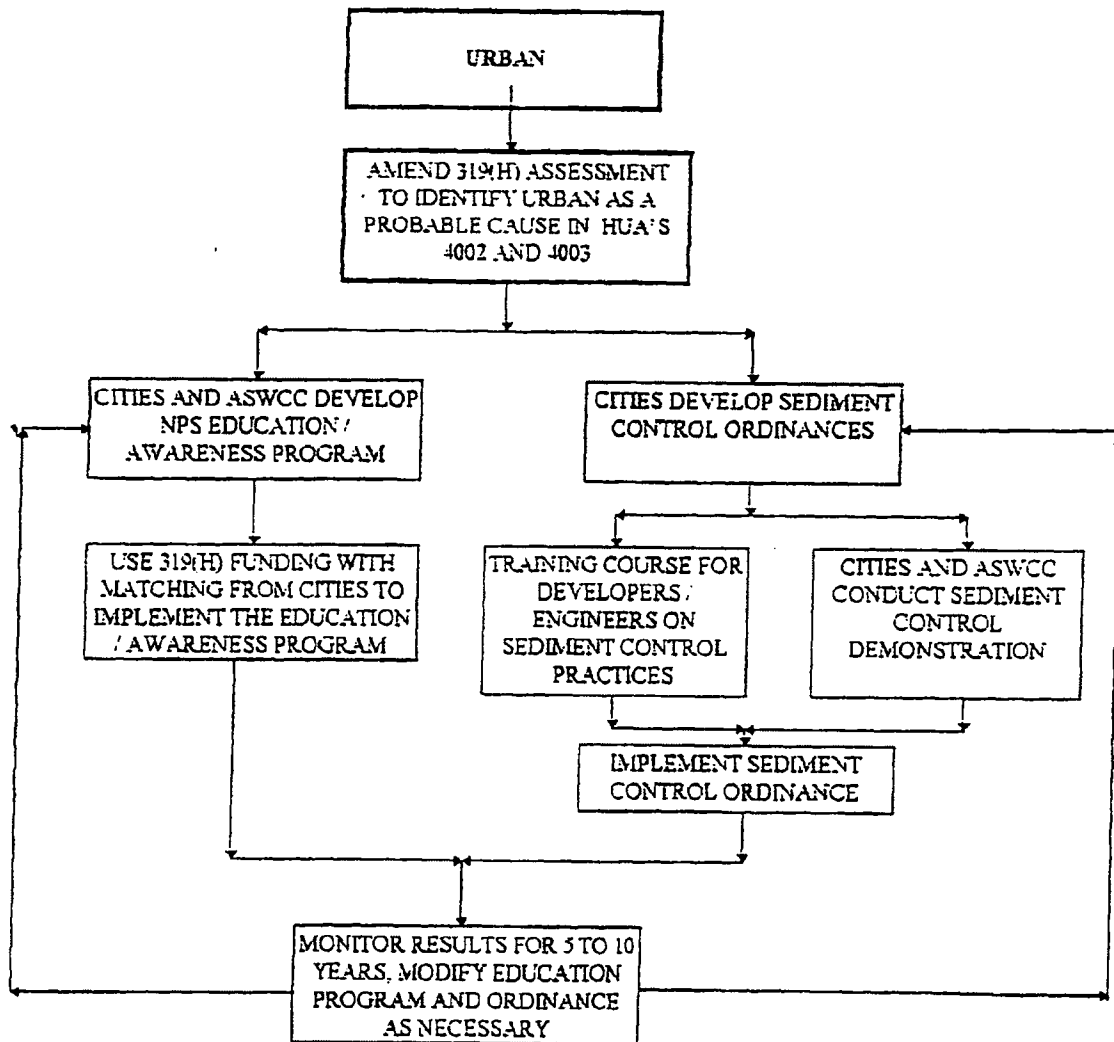 URBAN
AMEND 319(H) ASSESSMENT
TO IDENTIFY URBAN AS A
PROBABLE CAUSE IN HUA'S
4002 AND 4003
CITIES AND ASWCC DEVELOP
NPS EDUCATION /
AWARENESS PROGRAM
CITIES DEVELOP SEDIMENT
CONTROL ORDINANCES
USE 319(H) FUNDING WITH
MATCHING FROM CITIES TO
IMPLEMENT THE EDUCATION
/ AWARENESS PROGRAM
TRAINING COURSE FOR
DEVELOPERS /
ENGINEERS ON
SEDIMENT CONTROL
PRACTICES
CITIES AND ASWCC
CONDUCT SEDIMENT
CONTROL
DEMONSTRATION
IMPLEMENT SEDIMENT
CONTROL ORDINANCE
MONITOR RESULTS FOR 5 TO 10
YEARS, MODIFY EDUCATION
PROGRAM AND ORDINANCE
AS NECESSARY